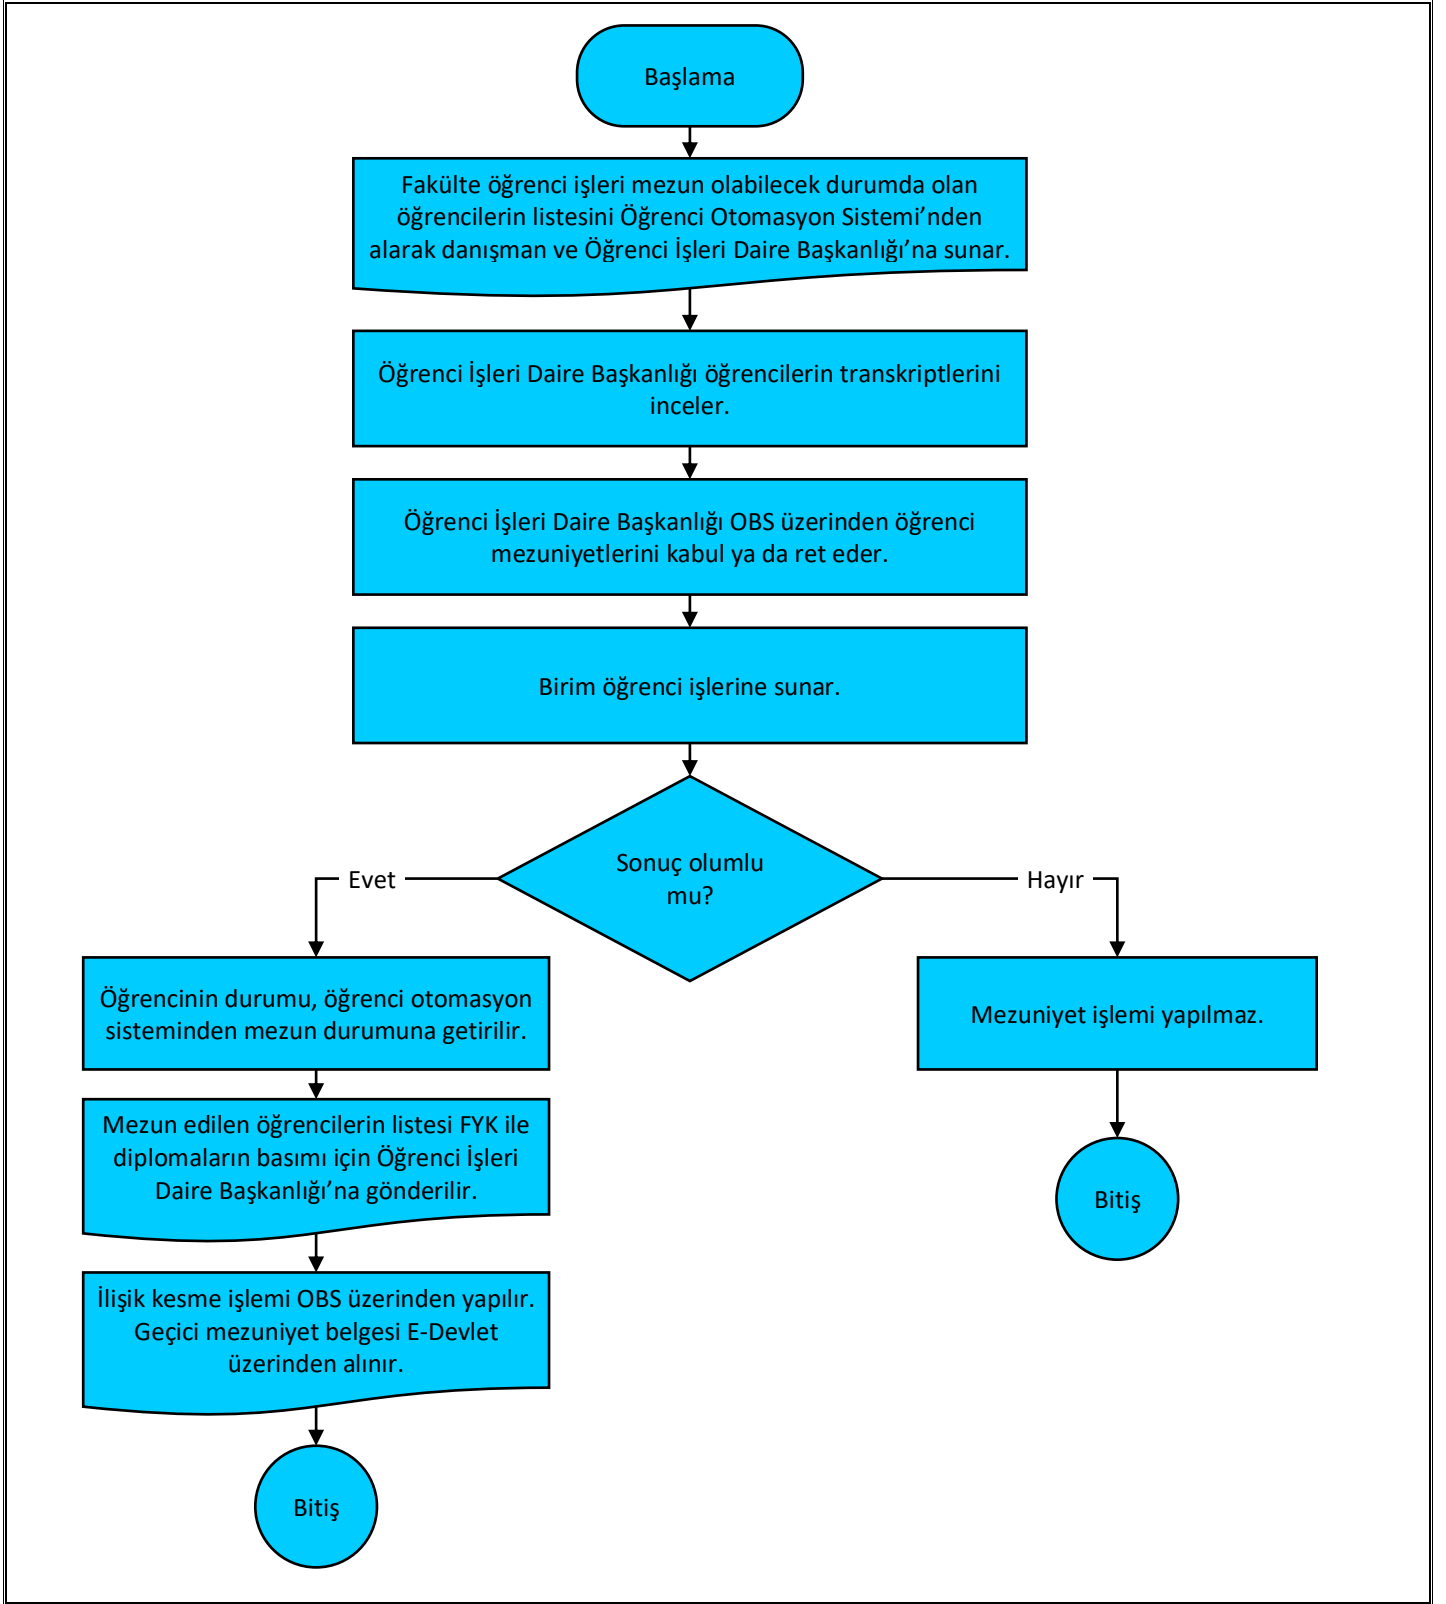 Başlama
Fakülte öğrenci işleri mezun olabilecek durumda olan
öğrencilerin listesini Öğrenci Otomasyon Sistemi’nden
alarak danışman ve Öğrenci İşleri Daire Başkanlığı’na sunar.
Öğrenci İşleri Daire Başkanlığı öğrencilerin transkriptlerini
inceler.
Öğrenci İşleri Daire Başkanlığı OBS üzerinden öğrenci
mezuniyetlerini kabul ya da ret eder.
Birim öğrenci işlerine sunar.
Sonuç olumlu
mu?
Evet
Hayır
Öğrencinin durumu, öğrenci otomasyon
sisteminden mezun durumuna getirilir.
Mezuniyet işlemi yapılmaz.
Mezun edilen öğrencilerin listesi FYK ile
diplomaların basımı için Öğrenci İşleri
Daire Başkanlığı’na gönderilir.
Bitiş
İlişik kesme işlemi OBS üzerinden yapılır.
Geçici mezuniyet belgesi E-Devlet
üzerinden alınır.
Bitiş